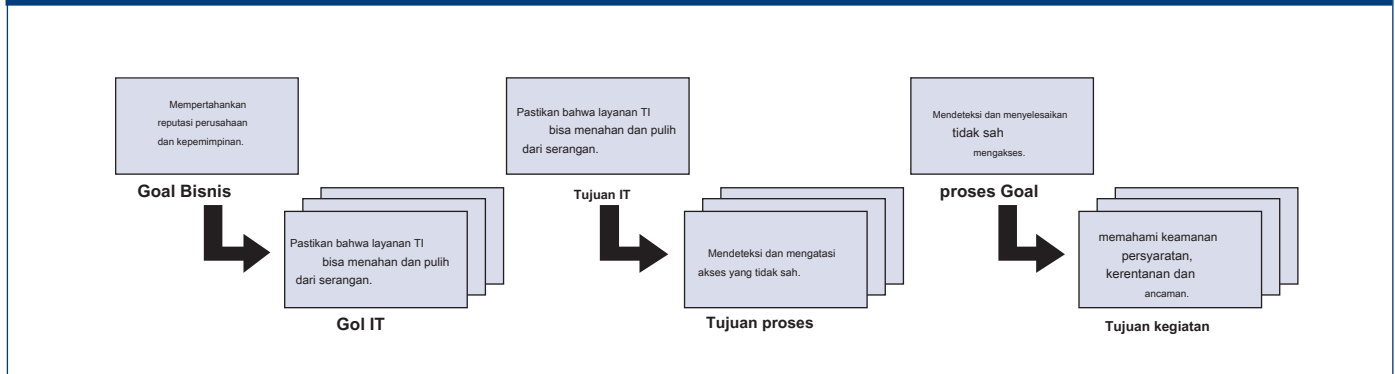 Mempertahankan
reputasi perusahaan
dan kepemimpinan.
Goal Bisnis
Pastikan bahwa layanan TI
bisa menahan dan pulih
dari serangan.
Gol IT
Pastikan bahwa layanan TI
bisa menahan dan pulih
dari serangan.
Tujuan IT
Mendeteksi dan mengatasi
akses yang tidak sah.
Tujuan proses
Mendeteksi dan menyelesaikan
tidak sah
mengakses.
proses Goal
memahami keamanan
persyaratan,
kerentanan dan
ancaman.
Tujuan kegiatan